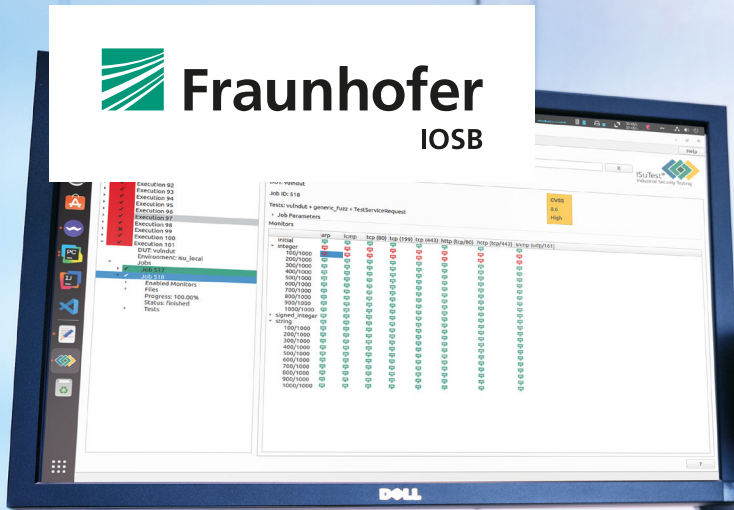 Fraunhofer
IOSB
Help
x
ISuTest®
Industrial Security Testing
Execution 92
Execution 93
Execution 94
Execution 95
Execution 96
Execution 97
Execution 98
Execution 99
Execution 100
Execution 101
DUT: vulndut
Environment: isu_local
Jobs
Job 517
Job 518
Enabled Monitors
Files
Progress: 100.00%
Status: finished
Tests
DUT: vulndut
Job ID: 518
Tests: vulndut + generic_fuzz + TestServiceRequest
Job Parameters
Monitors
CVSS
8.6
High
arp icmp tcp (80) tcp (199) tcp (443) http (tcp/80) http (tcp/443) snmp (udp/161)
initial
integer
100/1000
200/1000
300/1000
400/1000
500/1000
600/1000
700/1000
800/1000
900/1000
1000/1000
signed_integer
string
100/1000
200/1000
300/1000
400/1000
500/1000
600/1000
700/1000
800/1000
900/1000
1000/1000
?
DELL